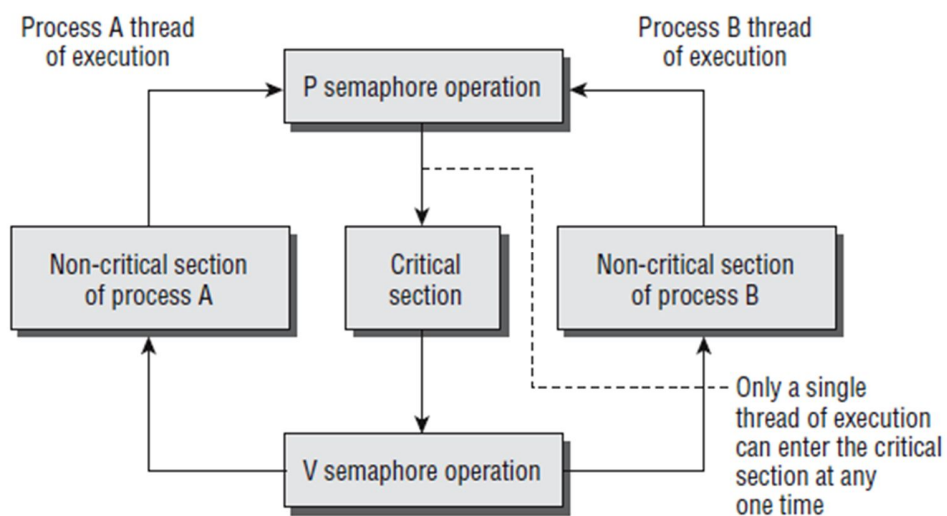 Process A thread
of execution
Process B thread
of execution
P semaphore operation
Non-critical section
of process A
Critical
section
Non-critical section
of process B
Only a single
thread of execution
can enter the critical
section at any
one time
V semaphore operation